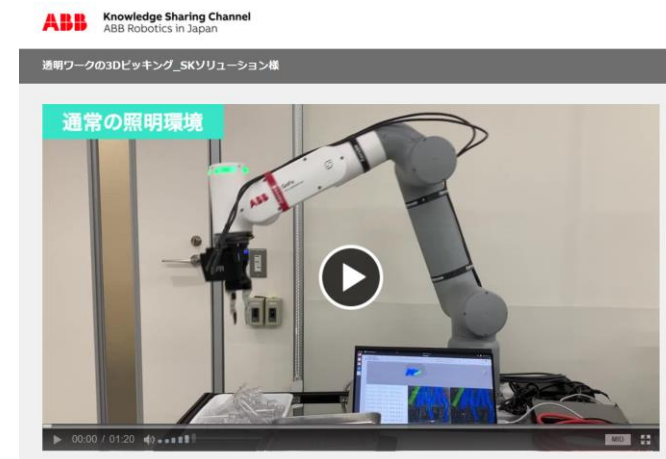 ABB
Knowledge Sharing Channel
ABB Robotics in Japan
透明ワークの3Dピッキング_SKソリューション様
通常の照明環境
ABB
GoFa
00:00 / 01:20
MID